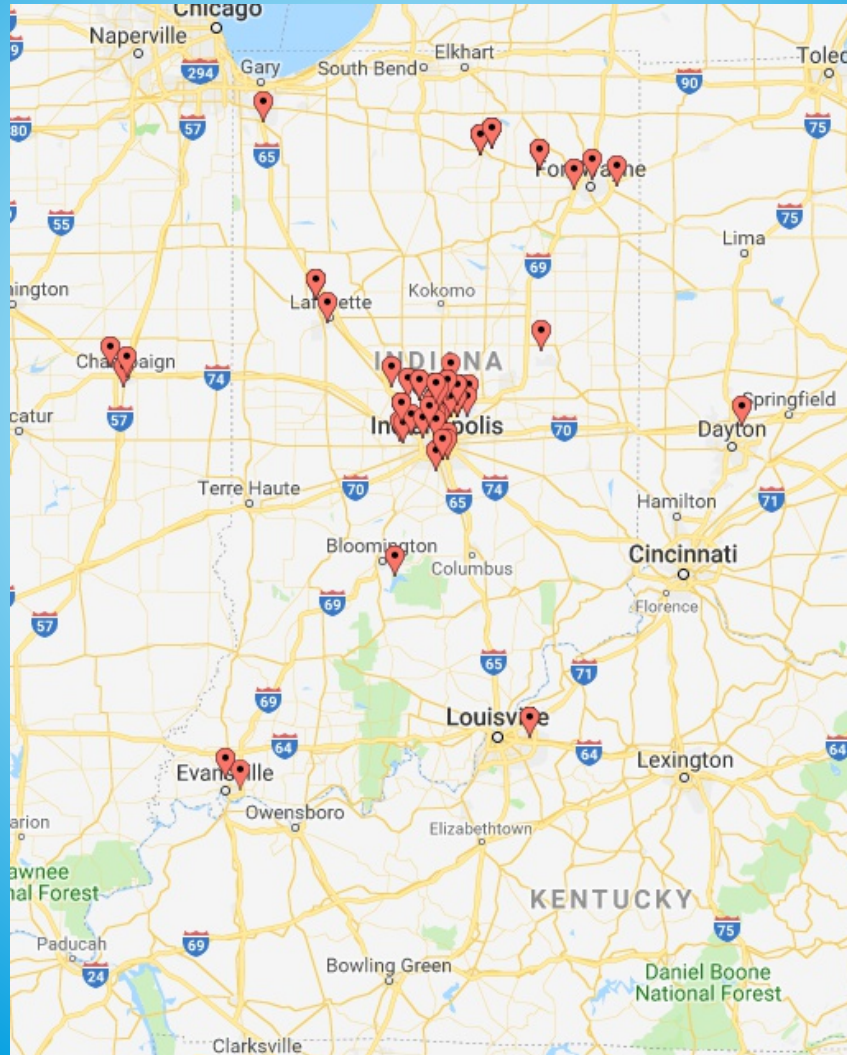 Chicago
Naperville
Elkhart
South Bend
Gary
294
90
80
57
75
65
Wayne
55
75
Lima
69
Kokomo
INDIANA
74
57
Springfield
70
Dayton
Terre Haute
70
65
74
71
Hamilton
Bloomington
Columbus
Cincinnati
69
Florence
57
65
71
69
Louisville
64
64
64
Evansville
Lexington
Owensboro
Elizabethtown
KENTUCKY
69
75
Paducah
24
Bowling Green
Daniel Boone
National Forest
Clarksville